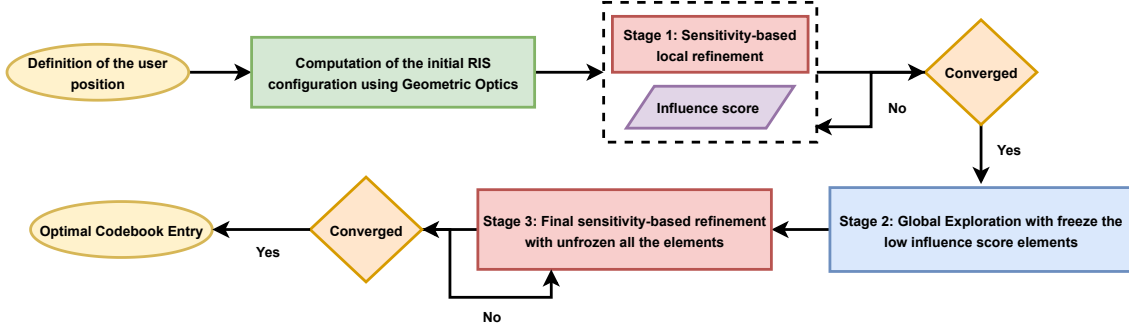 Definition of the user
position
Computation of the initial RIS
configuration using Geometric Optics
Stage 1: Sensitivity-based
local refinement
Influence score
Converged
No
Yes
Stage 2: Global Exploration with freeze the
low influence score elements
Stage 3: Final sensitivity-based refinement
with unfrozen all the elements
Converged
No
Yes
Optimal Codebook Entry